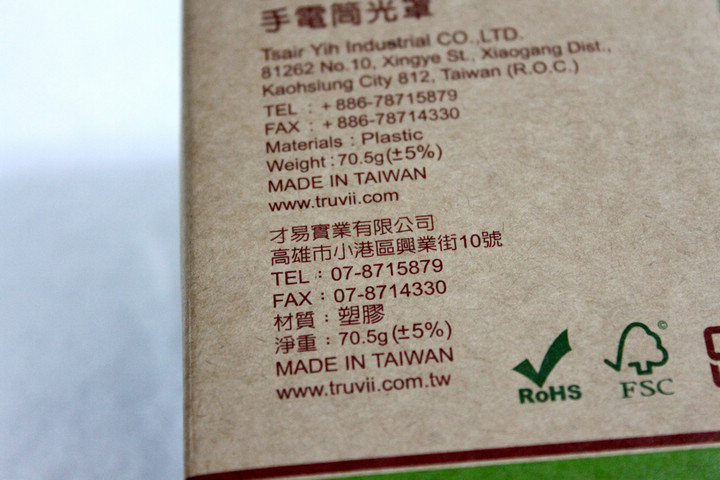 手電筒光罩
Tsair Yih Industrial CO.,LTD.
81262 No.10, Xingye St., Xiaogang Dist.,
Kaohsiung City 812, Taiwan (R.O.C.)
TEL : +886-78715879
FAX : +886-78714330
Materials : Plastic
Weight : 70.5g(±5%)
MADE IN TAIWAN
www.truvii.com
才易實業有限公司
高雄市小港區興業街10號
TEL：07-8715879
FAX：07-8714330
材質：塑膠
淨重：70.5g(±5%)
MADE IN TAIWAN
www.truvii.com.tw
RoHS
©
FSC